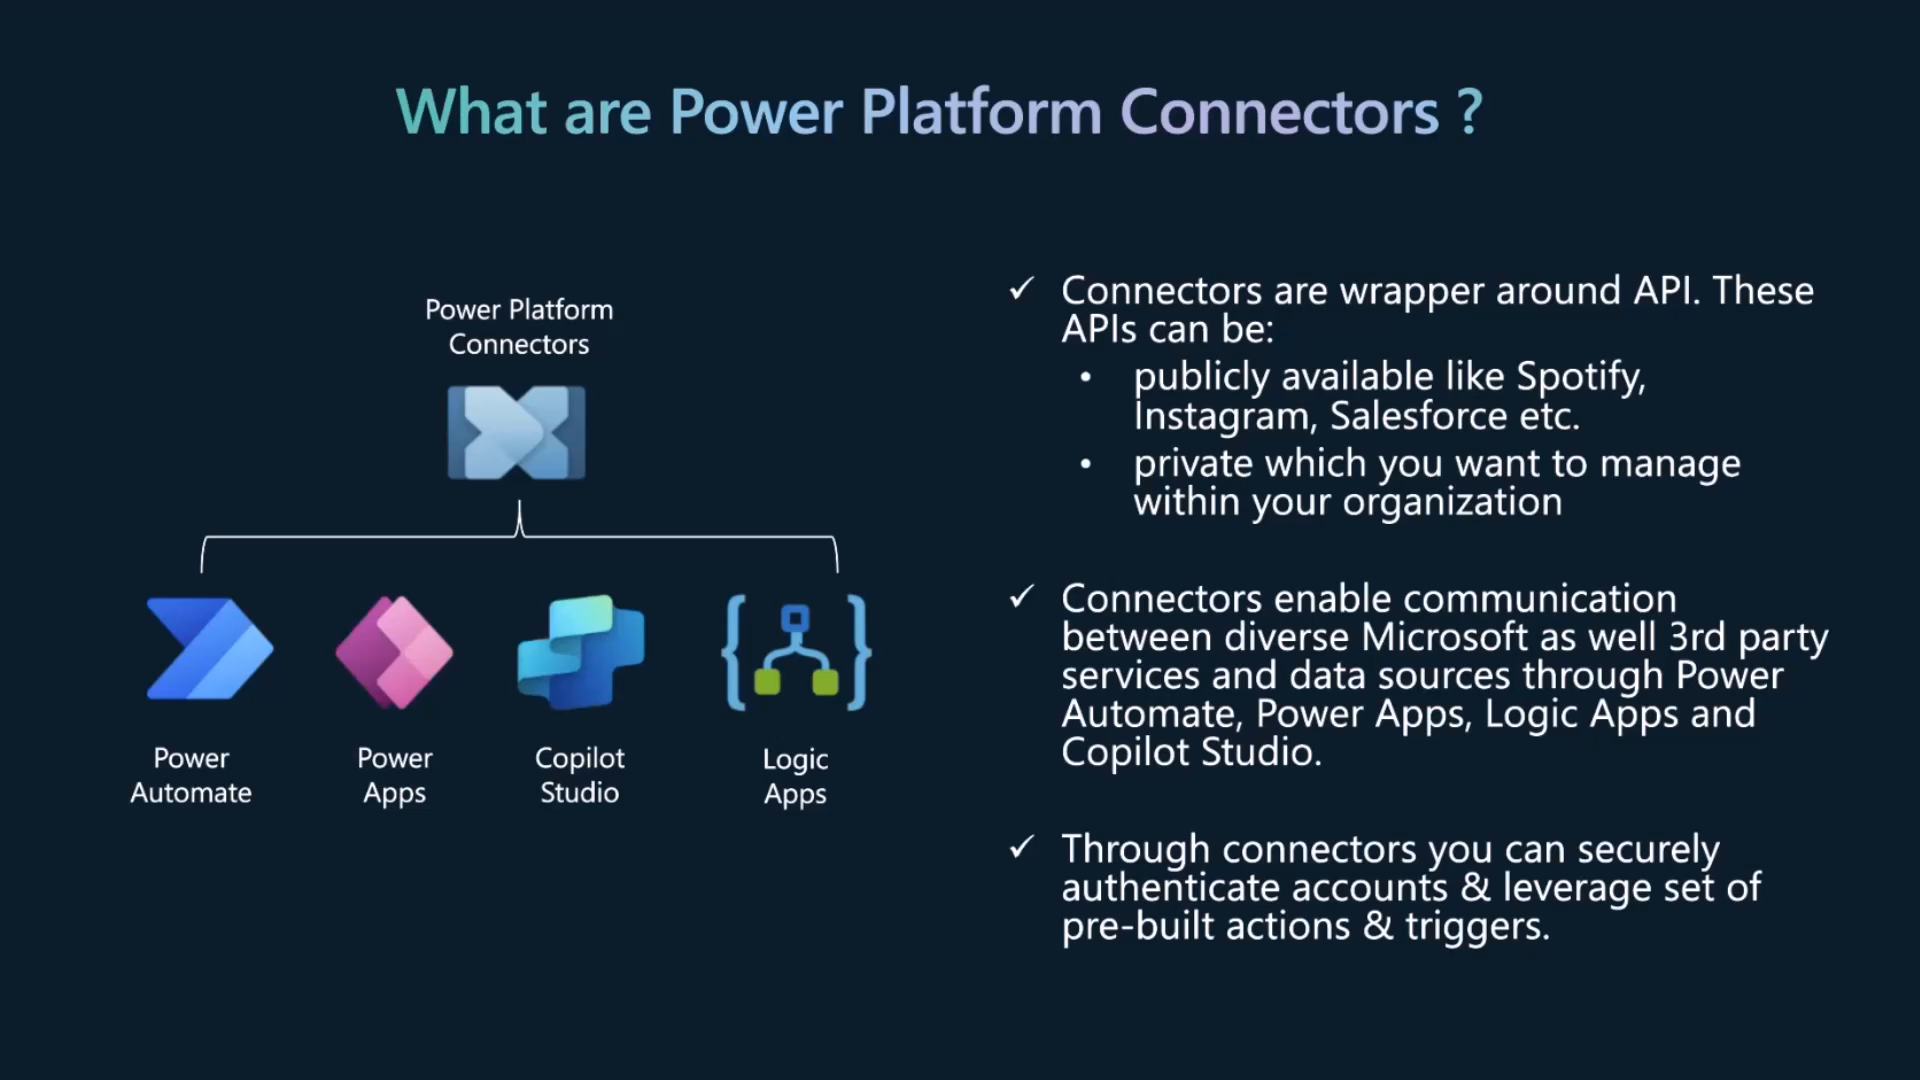 What are Power Platform Connectors ?
Power Platform
Connectors
Power
Automate
Power
Apps
Copilot
Studio
Logic
Apps
✓ Connectors are wrapper around API. These
APIs can be:
• publicly available like Spotify,
Instagram, Salesforce etc.
• private which you want to manage
within your organization
✓ Connectors enable communication
between diverse Microsoft as well 3rd party
services and data sources through Power
Automate, Power Apps, Logic Apps and
Copilot Studio.
✓ Through connectors you can securely
authenticate accounts & leverage set of
pre-built actions & triggers.